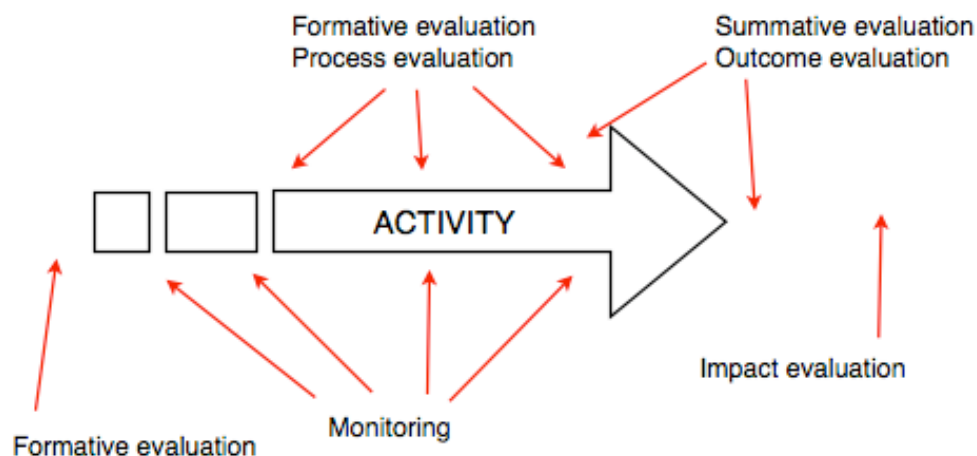 Formative evaluation
Process evaluation
Summative evaluation
Outcome evaluation
ACTIVITY
Impact evaluation
Monitoring
Formative evaluation